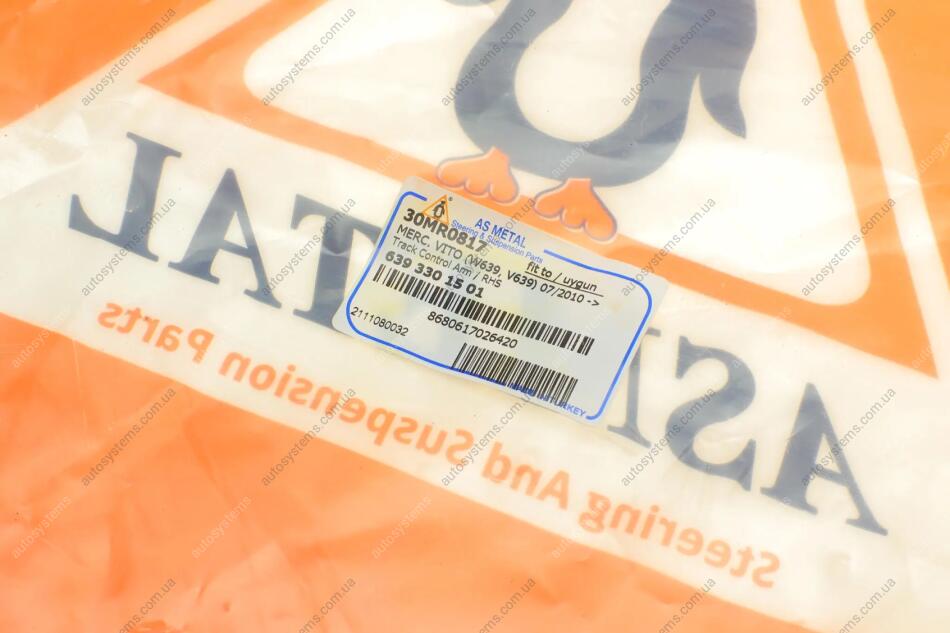 AS METAL
Steering & Suspension Parts
30MR0817
fit to / uygun
MERC. VITO (W639, V639) 07/2010 ->
Track Control Arm / RHS
639 330 15 01
8680617026420
2111080032
ASMETAL
Steering And Suspension Parts
autosystems.com.ua